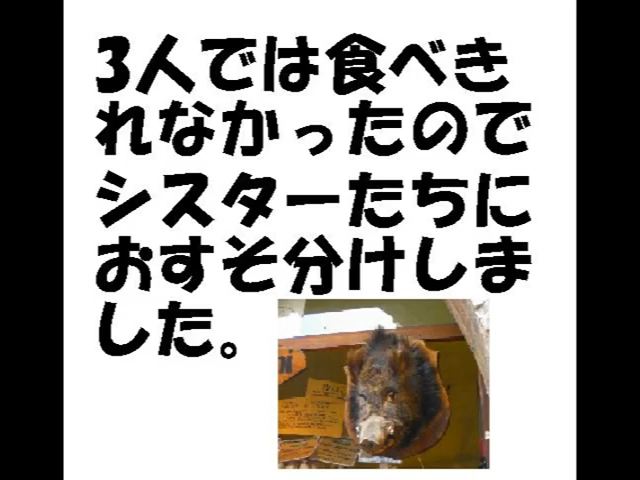 3人では食べき
れなかったので
シスターたちに
おすそ分けしま
した。